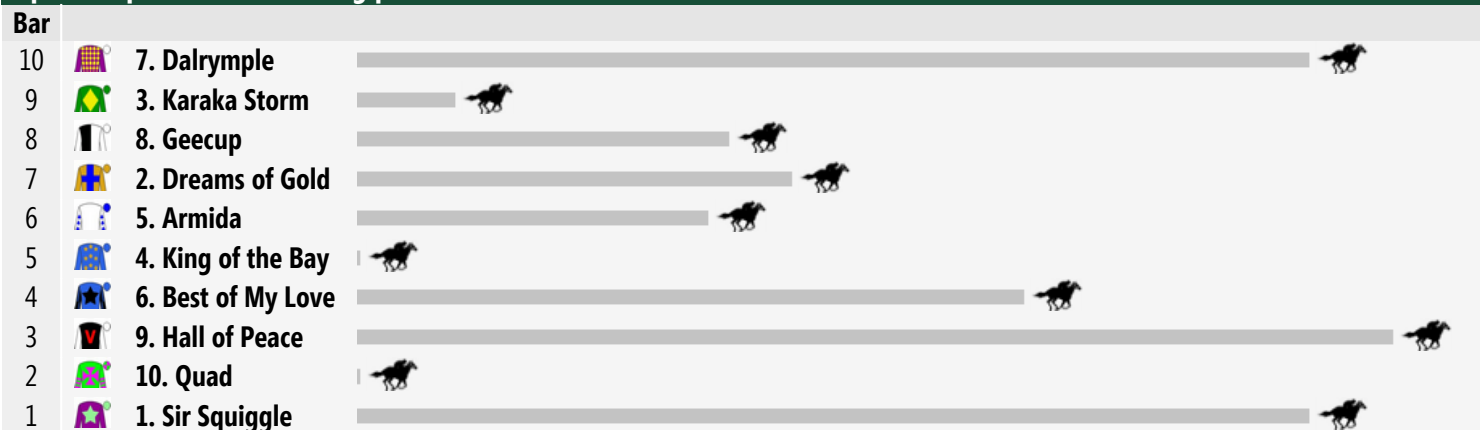 Bar
10 7. Dalrymple
9 3. Karaka Storm
8 8. Geecup
7 2. Dreams of Gold
6 5. Armida
5 4. King of the Bay
4 6. Best of My Love
V
3 9. Hall of Peace
2 10. Quad
1 1. Sir Squiggle